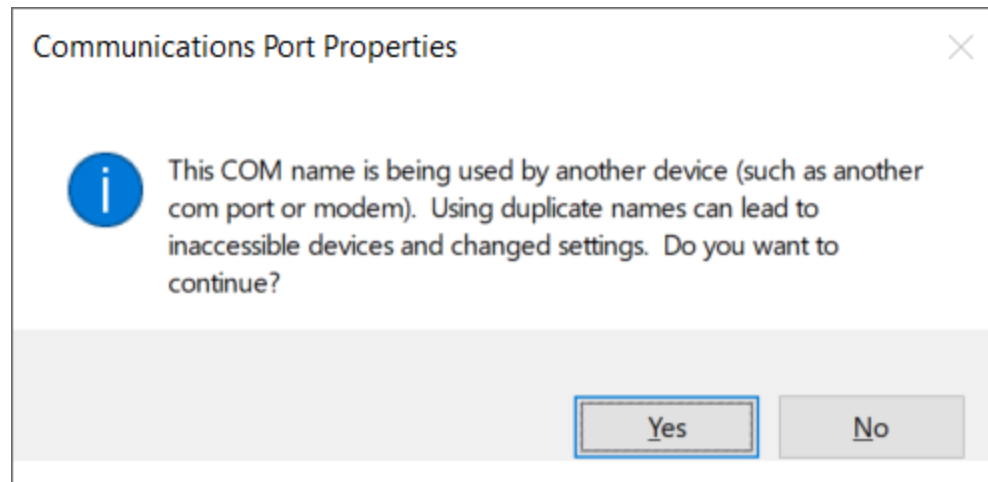 Communications Port Properties
This COM name is being used by another device (such as another
com port or modem).  Using duplicate names can lead to
inaccessible devices and changed settings.  Do you want to
continue?
Yes
No